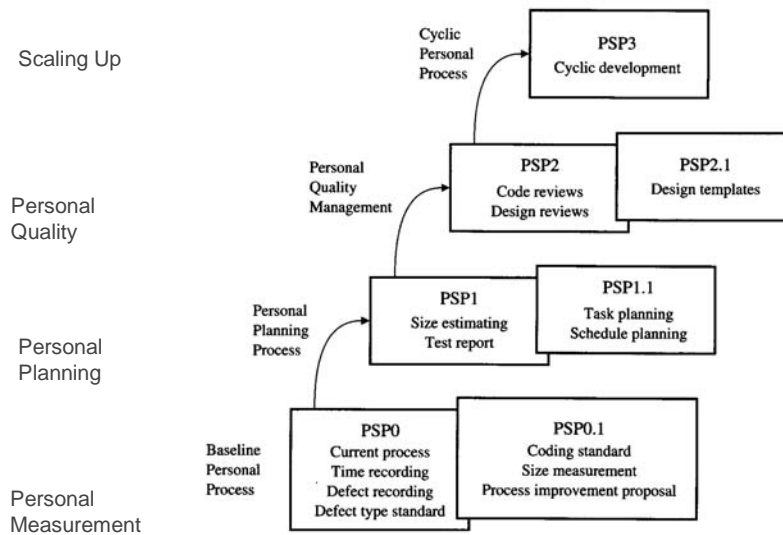 Scaling Up
Cyclic
Personal
Process
PSP3
Cyclic development
Personal
Quality
Personal
Quality
Management
PSP2
Code reviews
Design reviews
PSP2.1
Design templates
Personal
Planning
Personal
Planning
Process
PSP1
Size estimating
Test report
PSP1.1
Task planning
Schedule planning
Personal
Measurement
Baseline
Personal
Process
PSP0
Current process
Time recording
Defect recording
Defect type standard
PSP0.1
Coding standard
Size measurement
Process improvement proposal